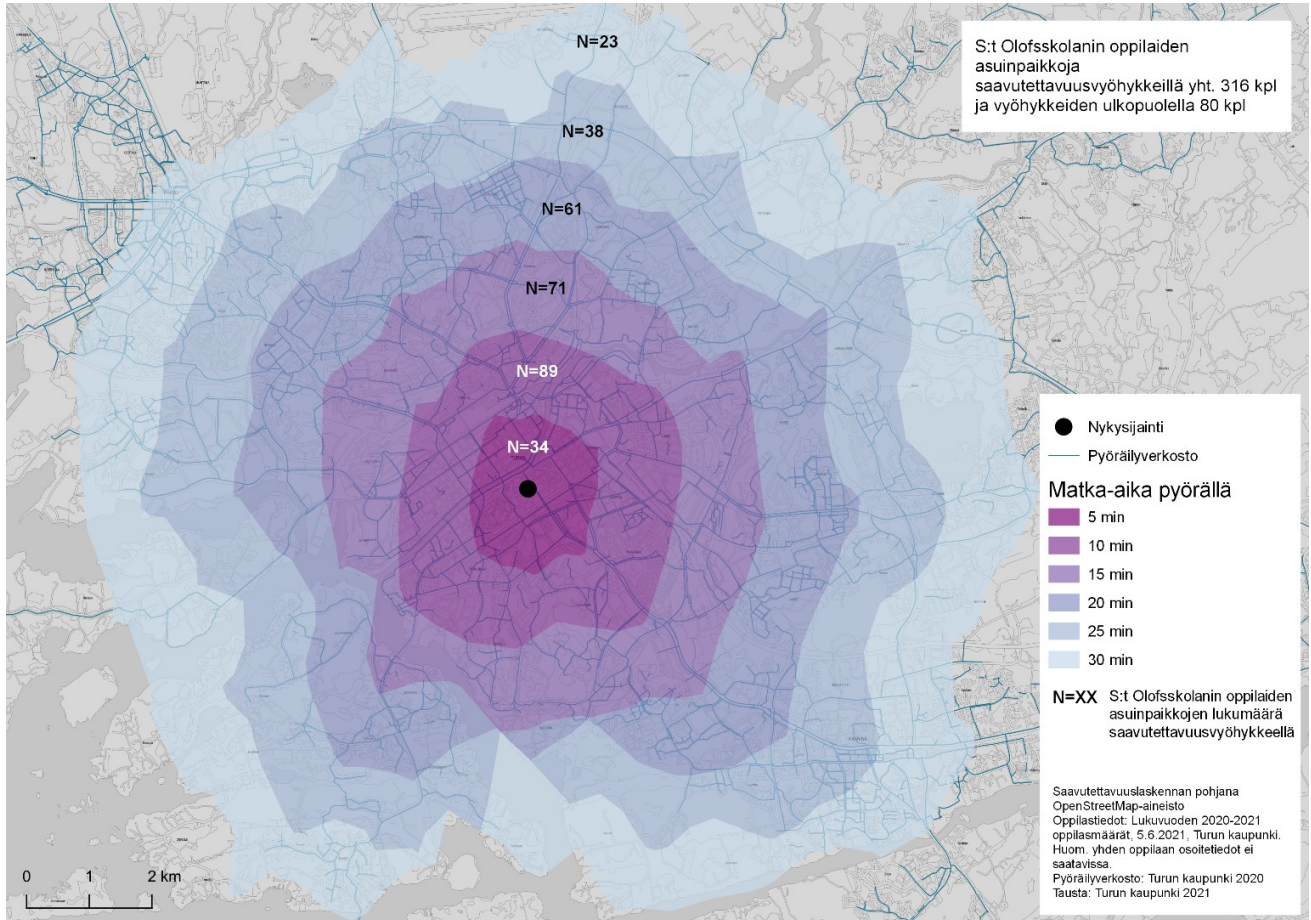 N=23
S:t Olofsskolanin oppilaiden
asuinpaikkoja
saavutettavuusvyöhykkeillä yht. 316 kpl
ja vyöhykkeiden ulkopuolella 80 kpl
N=38
N=61
N=71
N=89
N=34
Nykysijainti
Pyöräilyverkosto
Matka-aika pyörällä
5 min
10 min
15 min
20 min
25 min
30 min
N=XX S:t Olofsskolanin oppilaiden
asuinpaikkojen lukumäärä
saavutettavuusvyöhykkeellä
Saavutettavuuslaskennan pohjana
OpenStreetMap-aineisto
Oppilastiedot: Lukuvuoden 2020-2021
oppilasmäärät, 5.6.2021, Turun kaupunki.
Huom. yhden oppilaan osoitetiedot ei
saatavissa.
Pyöräilyverkosto: Turun kaupunki 2020
Tausta: Turun kaupunki 2021
0 1 2 km